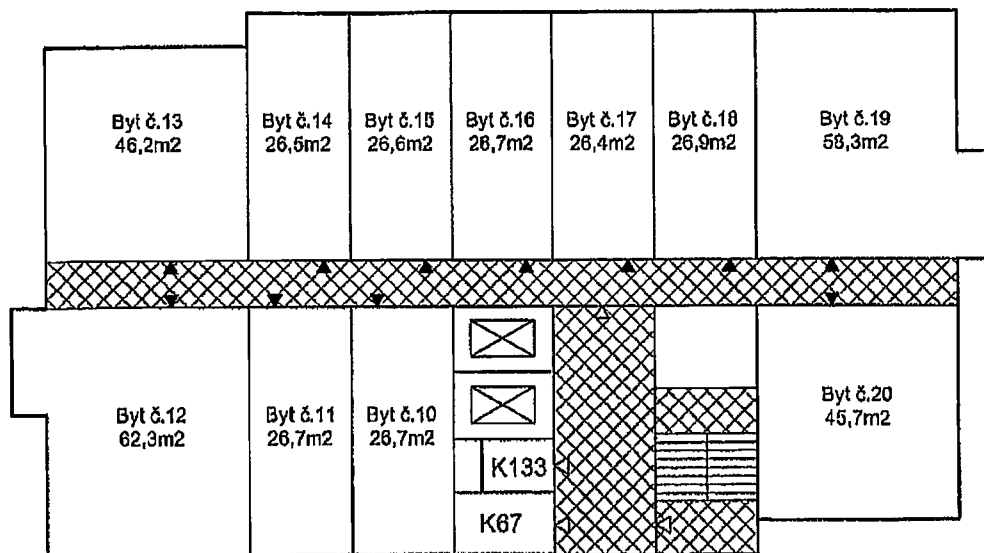 Byt č.13
46,2m2
Byt č.14
26,5m2
Byt č.15
26,6m2
Byt č.16
26,7m2
Byt č.17
26,4m2
Byt č.18
26,9m2
Byt č.19
58,3m2
Byt č.12
62,3m2
Byt č.11
26,7m2
Byt č.10
26,7m2
K133
K67
Byt č.20
45,7m2